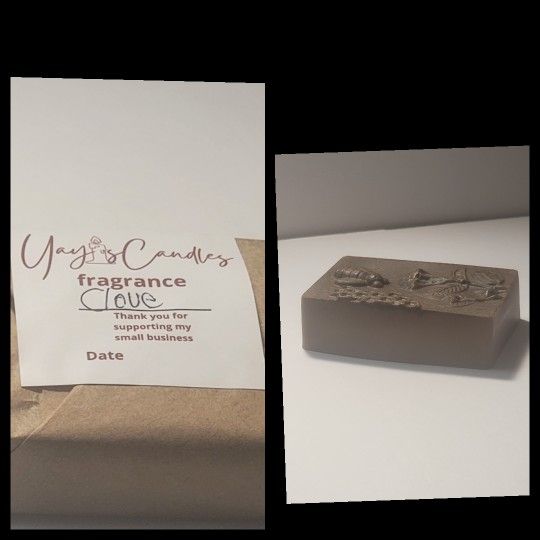 Yay's Candles
fragrance
Clove
Thank you for
supporting my
small business
Date